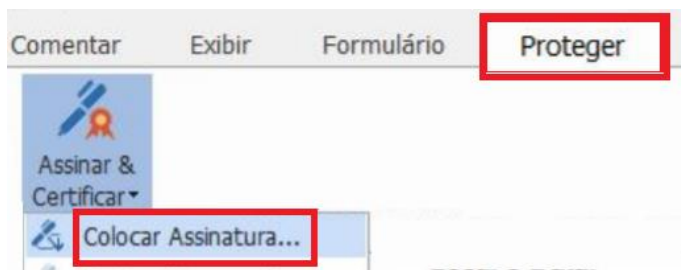 Comentar Exibir Formulário Proteger
Assinar &
Certificar
Colocar Assinatura...